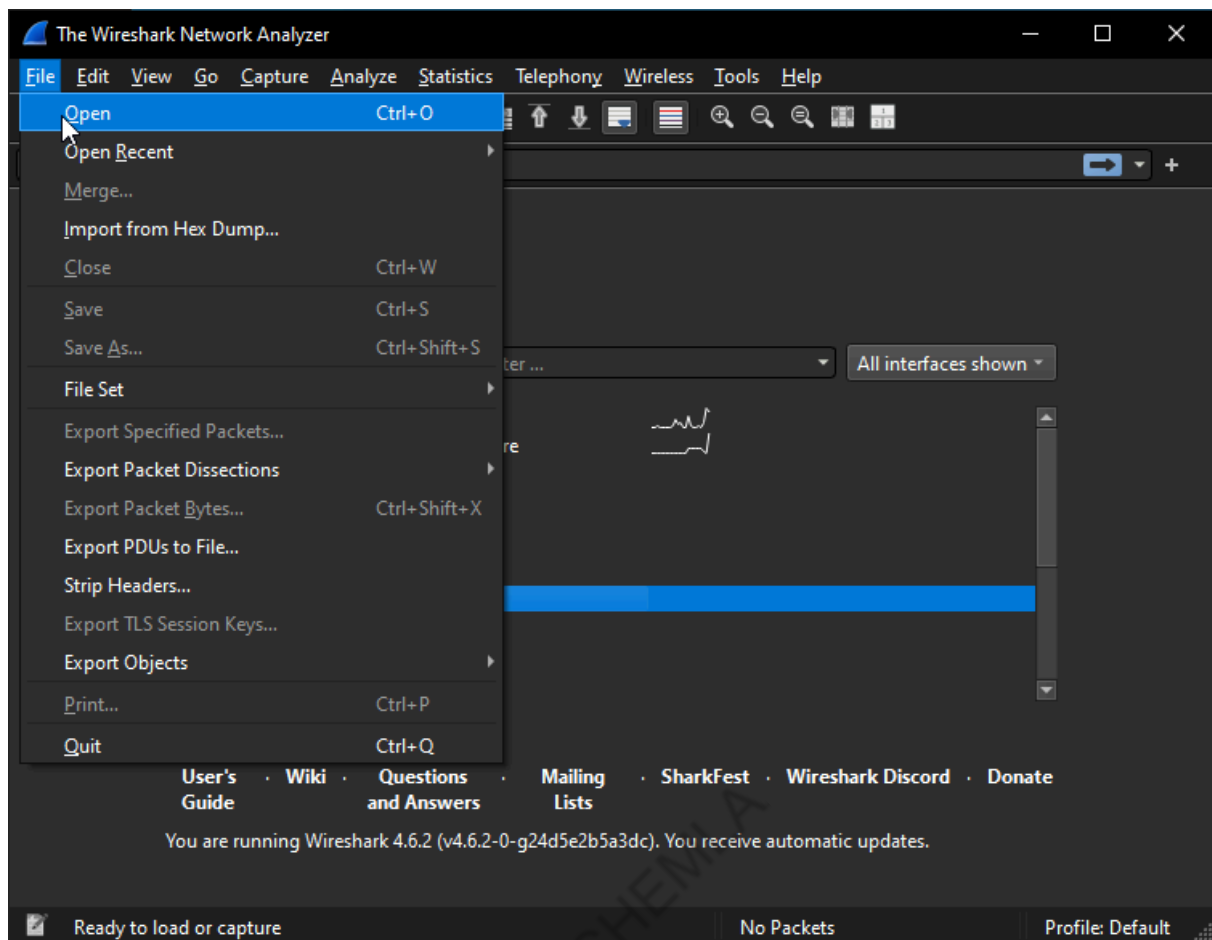 The Wireshark Network Analyzer
File Edit View Go Capture Analyze Statistics Telephony Wireless Tools Help
Open Ctrl+O
Open Recent
Merge...
Import from Hex Dump...
Close Ctrl+W
Save Ctrl+S
Save As... Ctrl+Shift+S
ter ... All interfaces shown
File Set
Export Specified Packets...
re
Export Packet Dissections
Export Packet Bytes... Ctrl+Shift+X
Export PDUs to File...
Strip Headers...
Export TLS Session Keys...
Export Objects
Print... Ctrl+P
Quit Ctrl+Q
User's · Wiki · Questions · Mailing · SharkFest · Wireshark Discord · Donate
Guide and Answers Lists
You are running Wireshark 4.6.2 (v4.6.2-0-g24d5e2b5a3dc). You receive automatic updates.
Ready to load or capture No Packets Profile: Default